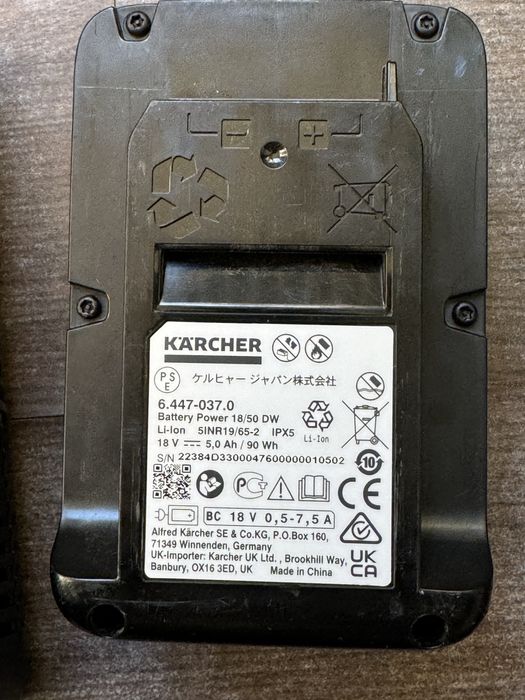 - +
KÄRCHER
P S
E
ケルヒャー ジャパン株式会社
6.447-037.0
Battery Power 18/50 DW
Li-Ion 5INR19/65-2 IPX5
18 V ⎓ 5,0 Ah / 90 Wh
Li-Ion
S/N 22384D3300047600000010502
10
BC 18 V 0,5-7,5 A
CE
Alfred Kärcher SE & Co.KG, P.O.Box 160,
71349 Winnenden, Germany
UK-Importer: Karcher UK Ltd. , Brookhill Way,
Banbury, OX16 3ED, UK Made in China
UK
CA